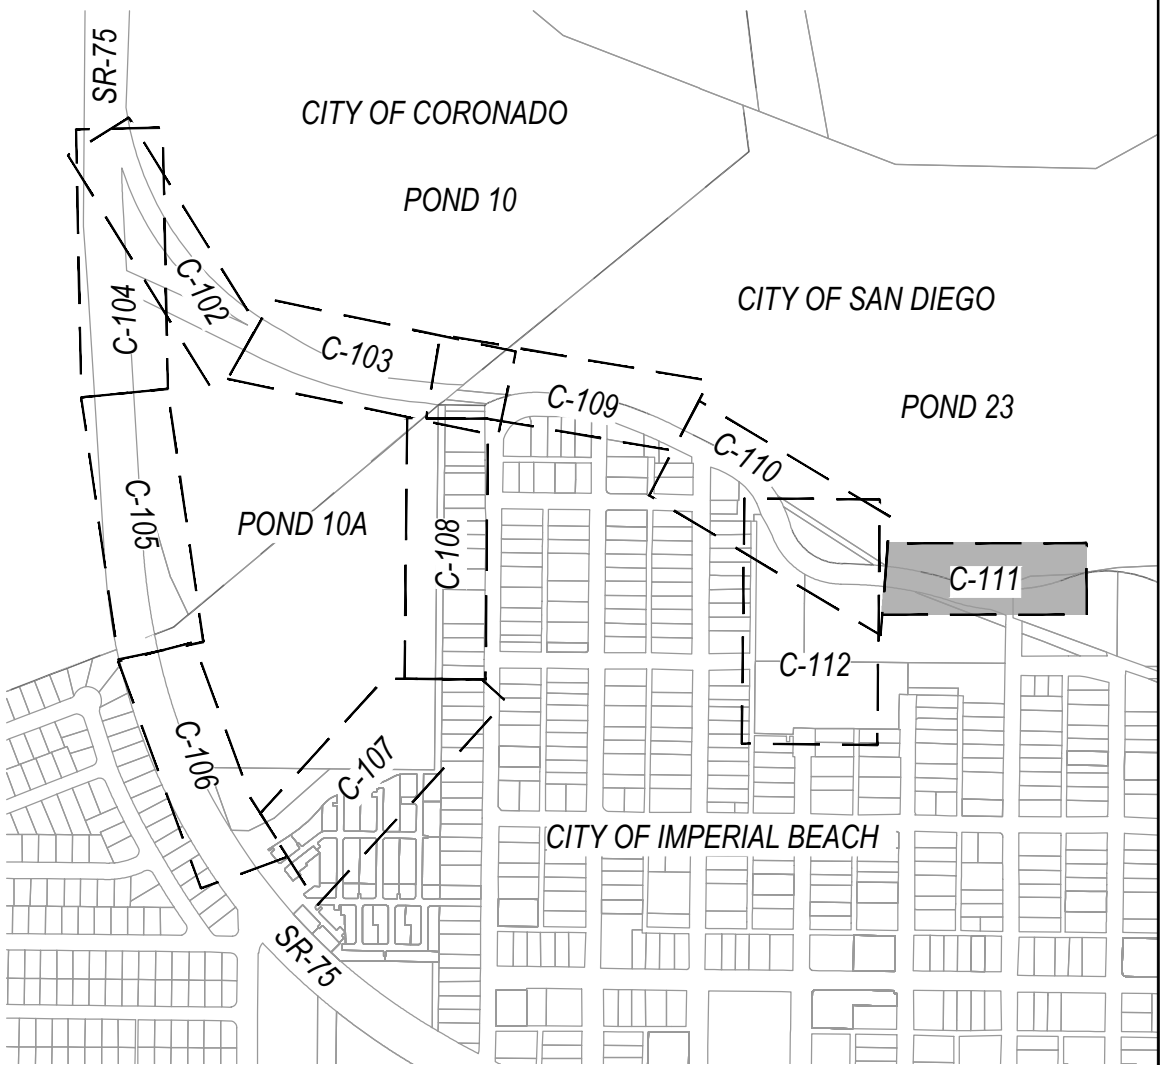 SR-75
CITY OF CORONADO
POND 10
C-102
C-104
CITY OF SAN DIEGO
C-103
C-109
POND 23
C-110
C-105
POND 10A
C-108
C-111
C-112
C-106
C-107
CITY OF IMPERIAL BEACH
SR-75